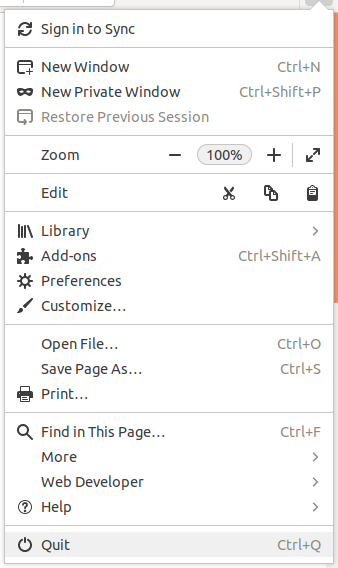 Sign in to Sync
New Window Ctrl+N
New Private Window Ctrl+Shift+P
Restore Previous Session
Zoom 100%
Edit
Library
Add-ons Ctrl+Shift+A
Preferences
Customize…
Open File… Ctrl+O
Save Page As… Ctrl+S
Print…
Find in This Page… Ctrl+F
More
Web Developer
Help
Quit Ctrl+Q